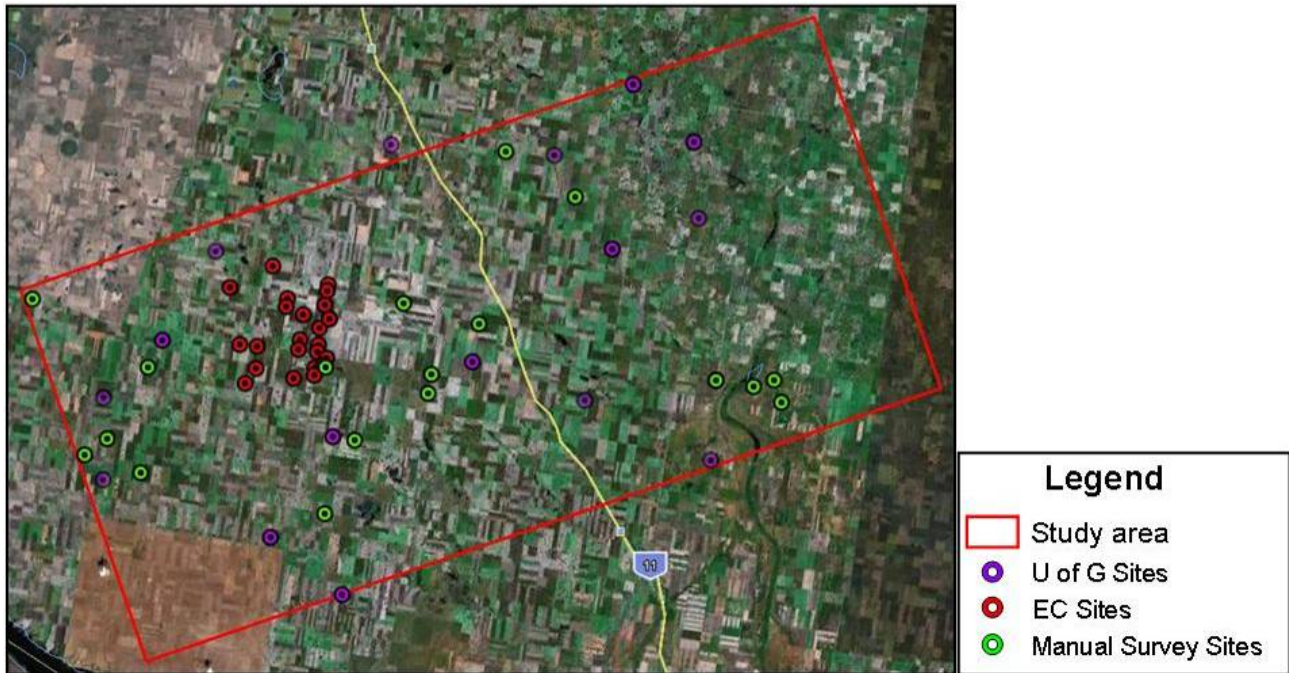 11
Legend
Study area
U of G Sites
EC Sites
Manual Survey Sites